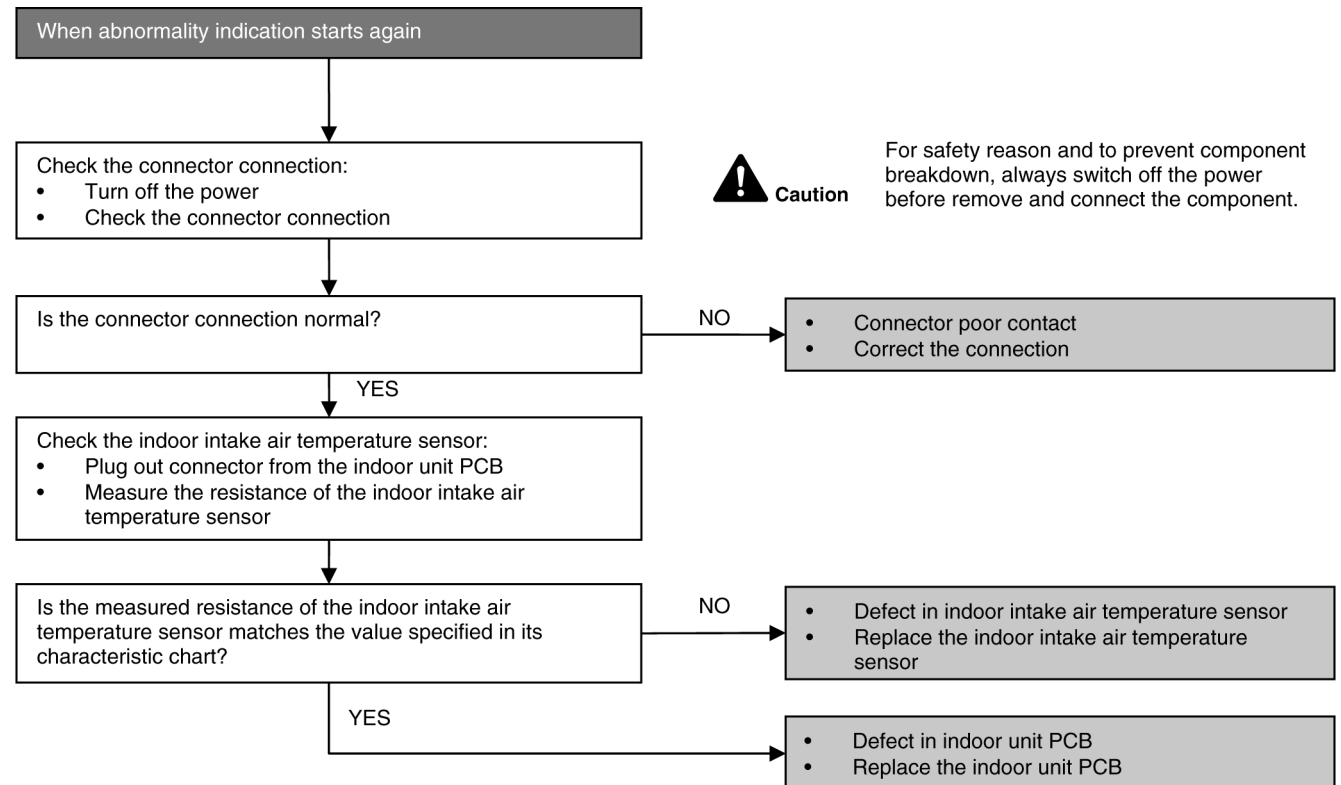 When abnormality indication starts again
Check the connector connection:
• Turn off the power
• Check the connector connection
Caution
For safety reason and to prevent component
breakdown, always switch off the power
before remove and connect the component.
Is the connector connection normal?
NO
• Connector poor contact
• Correct the connection
YES
Check the indoor intake air temperature sensor:
• Plug out connector from the indoor unit PCB
• Measure the resistance of the indoor intake air
temperature sensor
Is the measured resistance of the indoor intake air
temperature sensor matches the value specified in its
characteristic chart?
NO
• Defect in indoor intake air temperature sensor
• Replace the indoor intake air temperature
sensor
YES
• Defect in indoor unit PCB
• Replace the indoor unit PCB